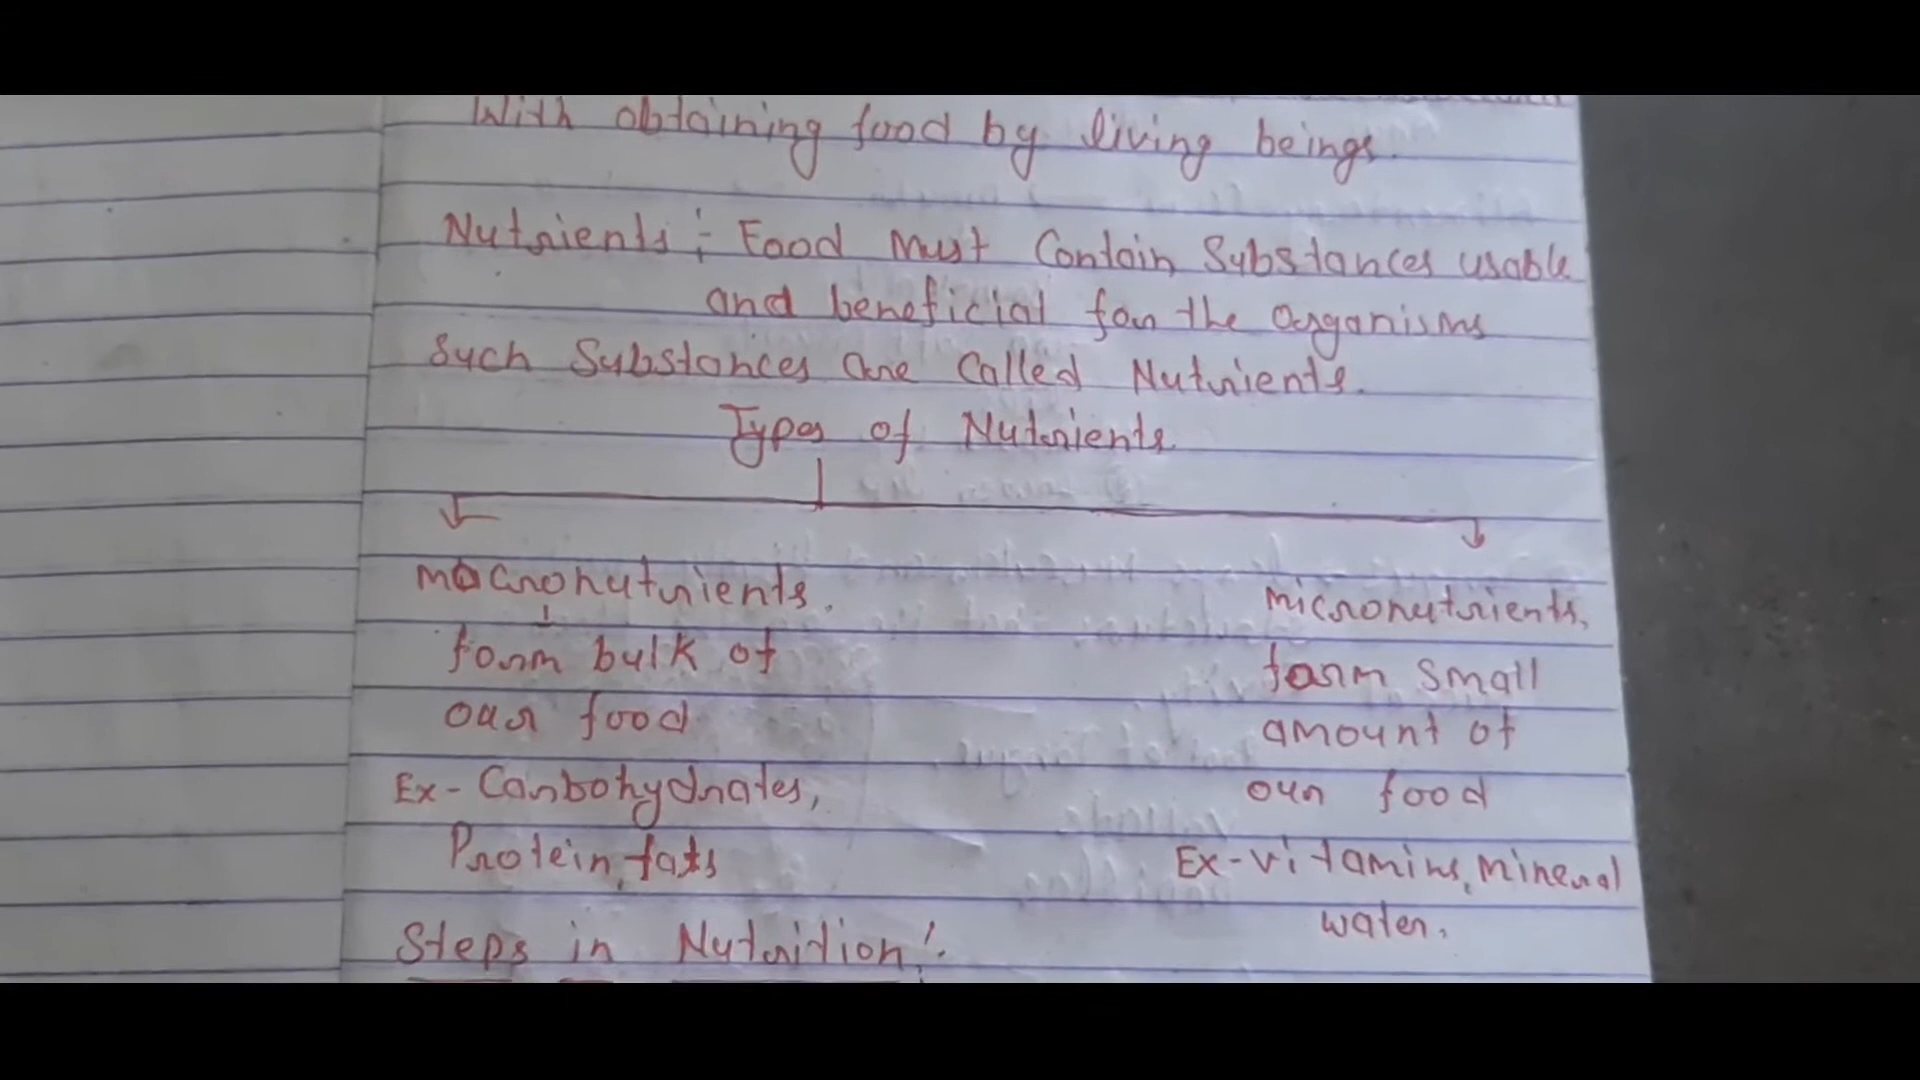 With obtaining food by living beings.
Nutrients :- Food Must Contain Substances usable
and beneficial for the organisms
Such Substances are Called Nutrients.
Types of Nutrients
macronutrients.
micronutrients,
form bulk of
form small
our food
amount of
Ex- Carbohydrates,
our food
Protein, fats
Ex-vitamins, mineral
water.
Steps in Nutrition: